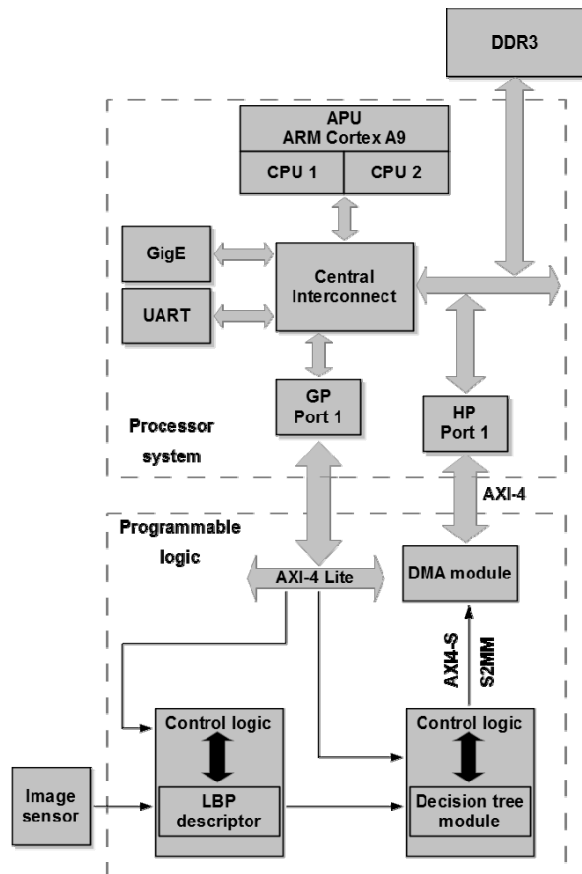 DDR3
APU
ARM Cortex A9
CPU 1
CPU 2
GigE
Central
Interconnect
UART
GP
Port 1
HP
Port 1
Processor
system
AXI-4
Programmable
logic
AXI-4 Lite
DMA module
AXI4-S
S2MM
Control logic
Control logic
Image
sensor
LBP
descriptor
Decision tree
module